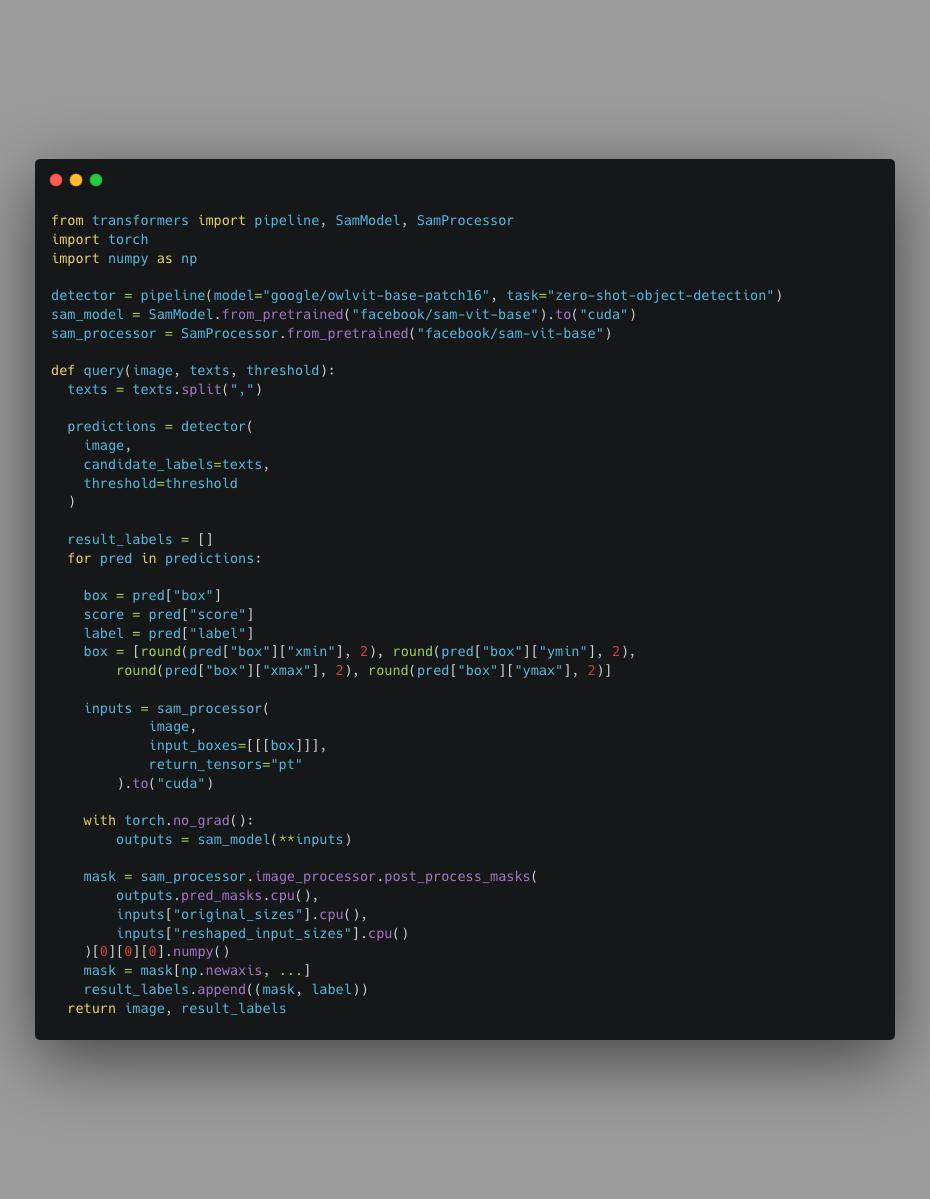 from transformers import pipeline, SamModel, SamProcessor
import torch
import numpy as np

detector = pipeline(model="google/owlvit-base-patch16", task="zero-shot-object-detection")
sam_model = SamModel.from_pretrained("facebook/sam-vit-base").to("cuda")
sam_processor = SamProcessor.from_pretrained("facebook/sam-vit-base")

def query(image, texts, threshold):
  texts = texts.split(",")

  predictions = detector(
    image,
    candidate_labels=texts,
    threshold=threshold
  )

  result_labels = []
  for pred in predictions:

    box = pred["box"]
    score = pred["score"]
    label = pred["label"]
    box = [round(pred["box"]["xmin"], 2), round(pred["box"]["ymin"], 2),
        round(pred["box"]["xmax"], 2), round(pred["box"]["ymax"], 2)]

    inputs = sam_processor(
            image,
            input_boxes=[[[box]]],
            return_tensors="pt"
        ).to("cuda")

    with torch.no_grad():
        outputs = sam_model(**inputs)

    mask = sam_processor.image_processor.post_process_masks(
        outputs.pred_masks.cpu(),
        inputs["original_sizes"].cpu(),
        inputs["reshaped_input_sizes"].cpu()
    )[0][0][0].numpy()
    mask = mask[np.newaxis, ...]
    result_labels.append((mask, label))
  return image, result_labels